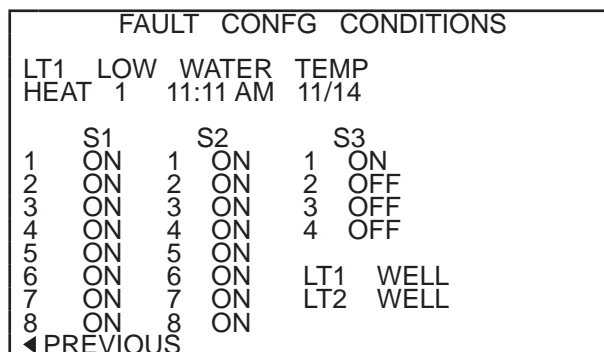 FAULT CONFG CONDITIONS
LT1 LOW WATER TEMP
HEAT 1 11:11 AM 11/14
S1 S2 S3
1 ON 1 ON 1 ON
2 ON 2 ON 2 OFF
3 ON 3 ON 3 OFF
4 ON 4 ON 4 OFF
5 ON 5 ON
6 ON 6 ON LT1 WELL
7 ON 7 ON LT2 WELL
8 ON 8 ON
◀PREVIOUS